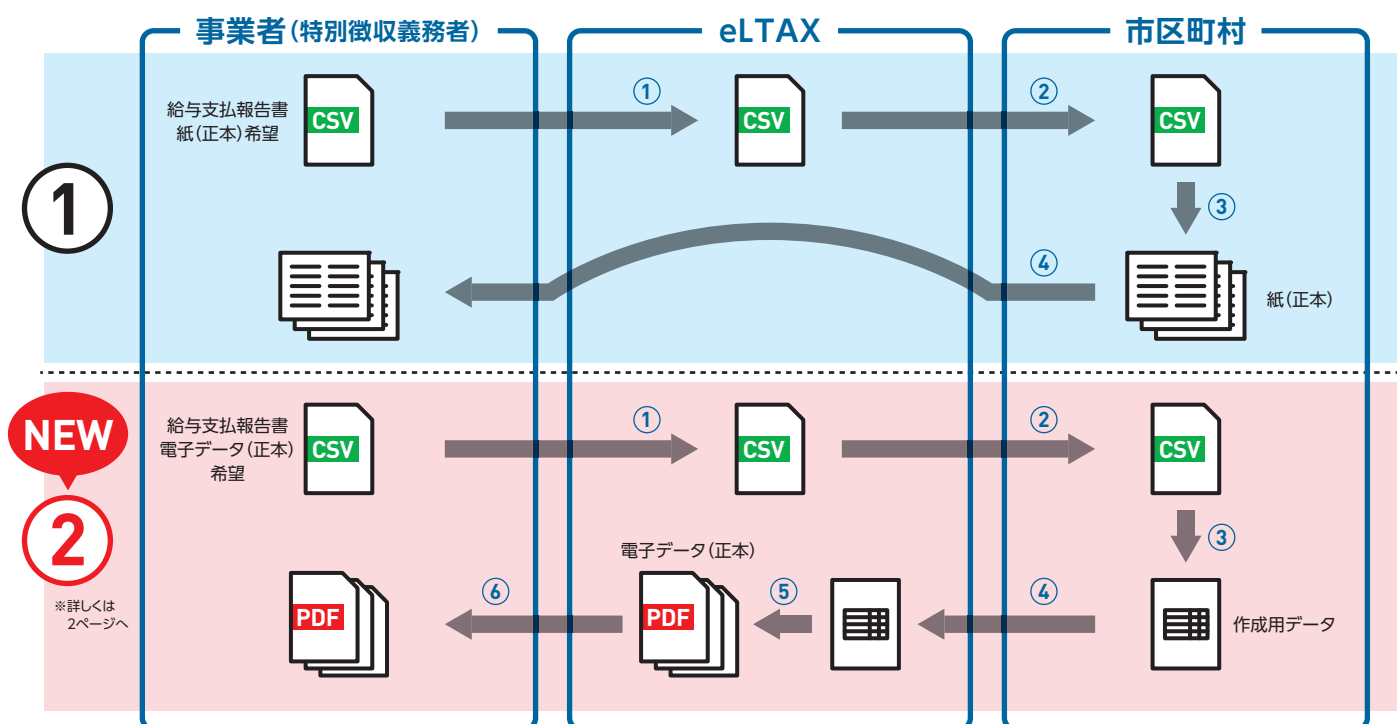 事業者(特別徴収義務者)
eLTAX
市区町村
①
給与支払報告書
紙(正本)希望
CSV
①
CSV
②
CSV
③
④
紙(正本)
NEW
②
※詳しくは
2ページへ
給与支払報告書
電子データ(正本)
希望
CSV
①
CSV
②
CSV
③
電子データ(正本)
PDF
⑥
PDF
⑤
④
作成用データ